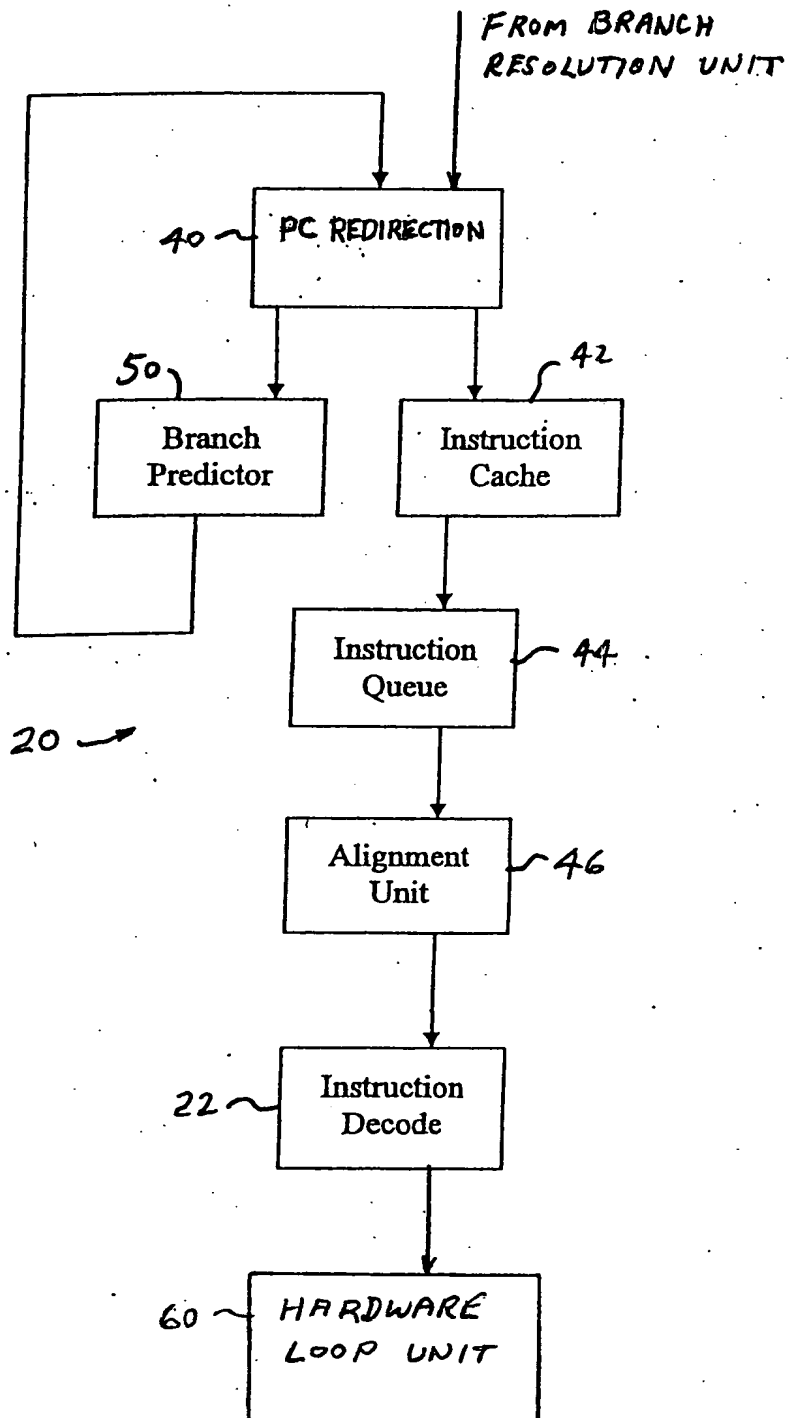 FROM BRANCH
RESOLUTION UNIT
40
PC REDIRECTION
50
42
Branch
Predictor
Instruction
Cache
Instruction
Queue
44
20
Alignment
Unit
46
22
Instruction
Decode
60
HARDWARE
LOOP UNIT